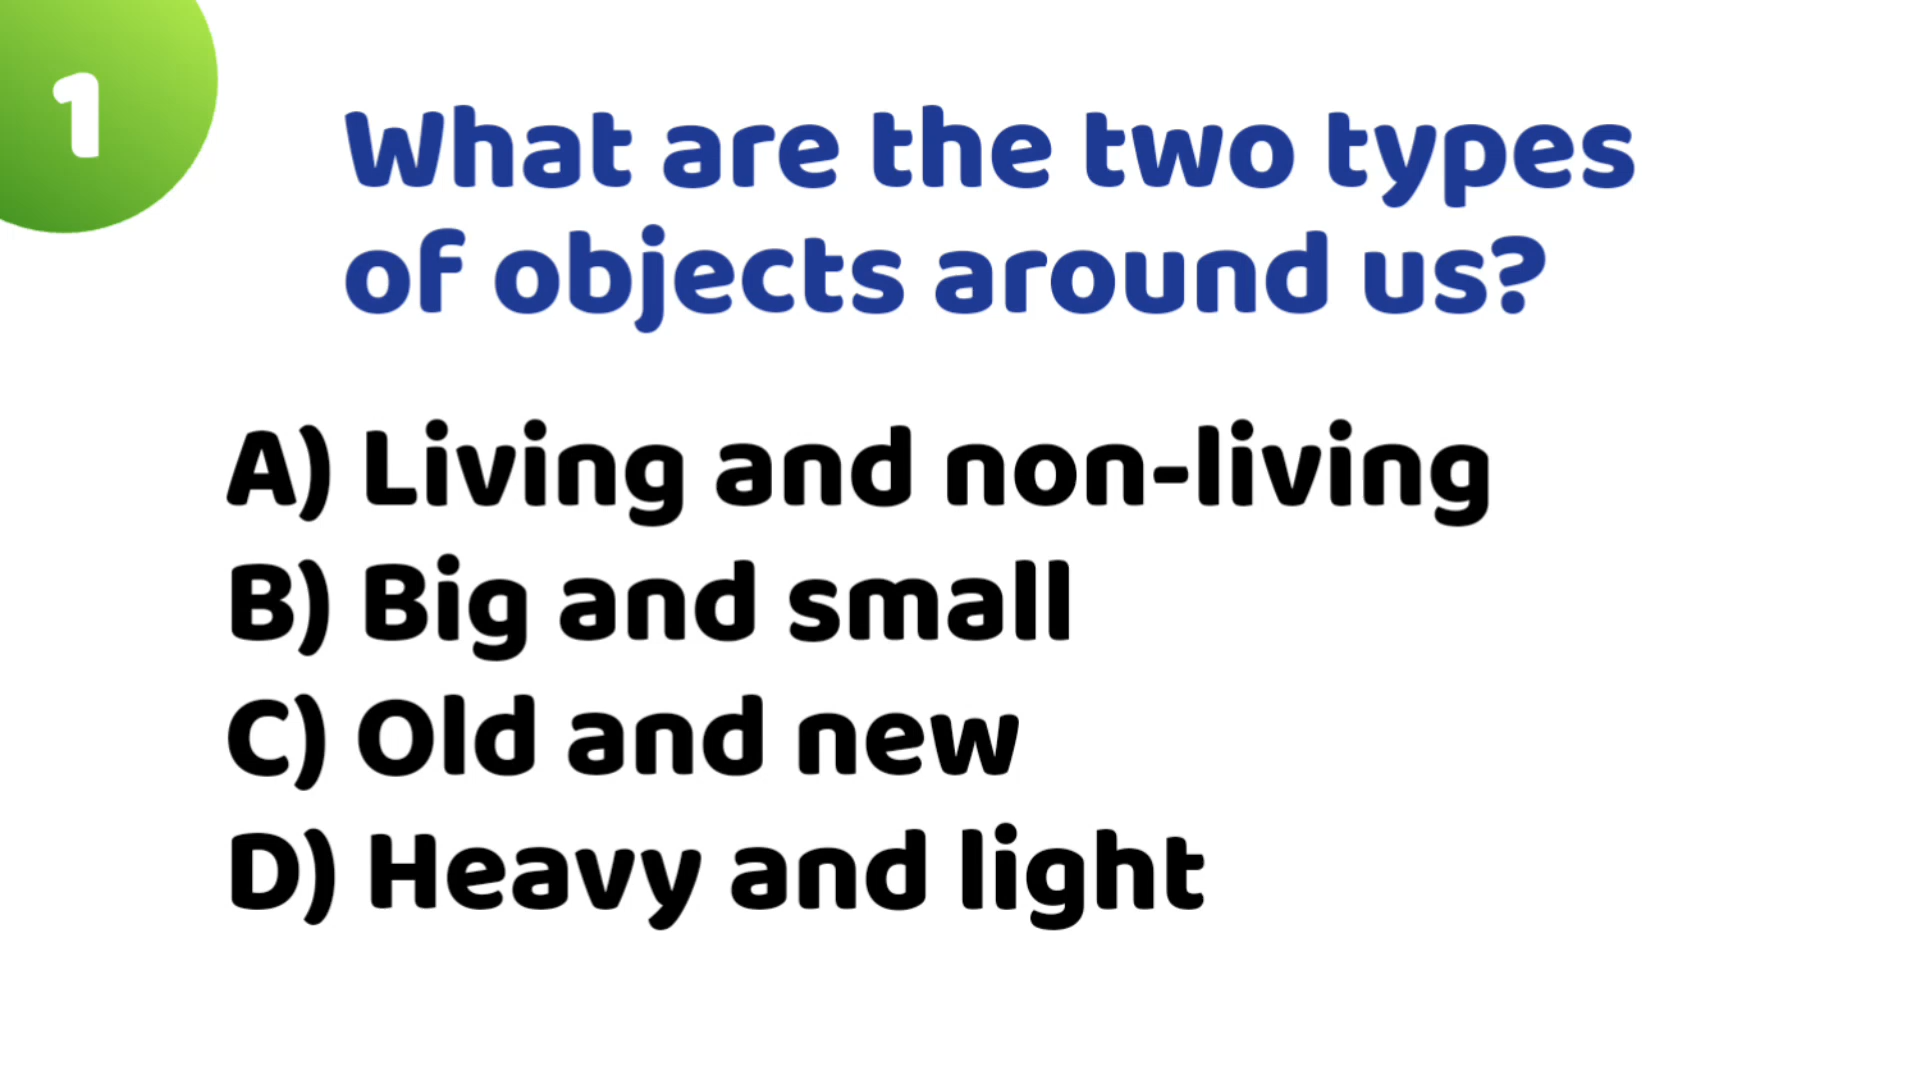 1
What are the two types
of objects around us?
A) Living and non-living
B) Big and small
C) Old and new
D) Heavy and light